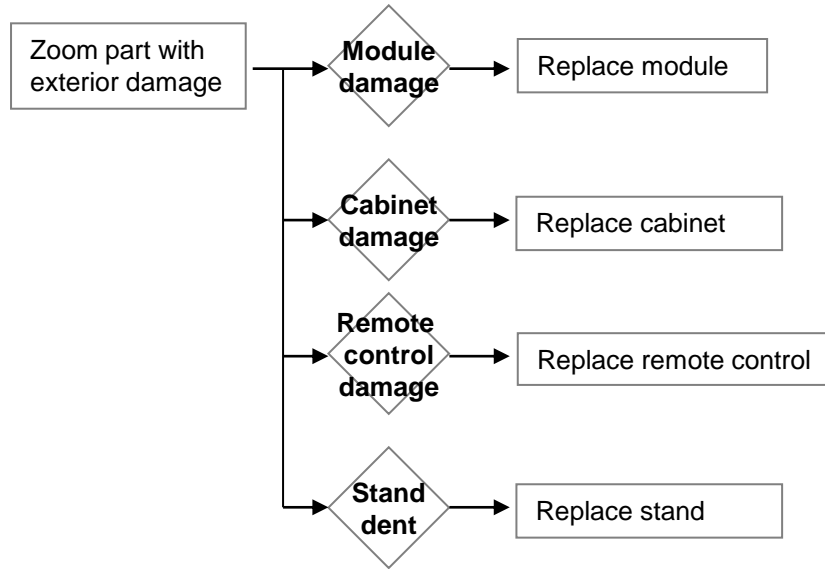 Zoom part with
exterior damage
Module
damage
Replace module
Cabinet
damage
Replace cabinet
Remote
control
damage
Replace remote control
Stand
dent
Replace stand